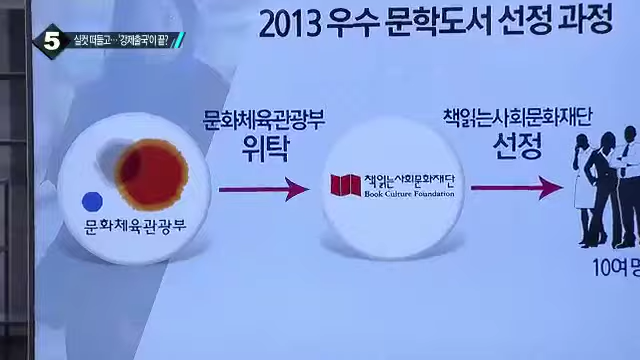 5 실컷 떠들고… '강제출국'이 끝?
2013 우수 문학도서 선정 과정
문화체육관광부
위탁
책읽는사회문화재단
선정
문화체육관광부
책읽는사회문화재단
Book Culture Foundation
10여 명